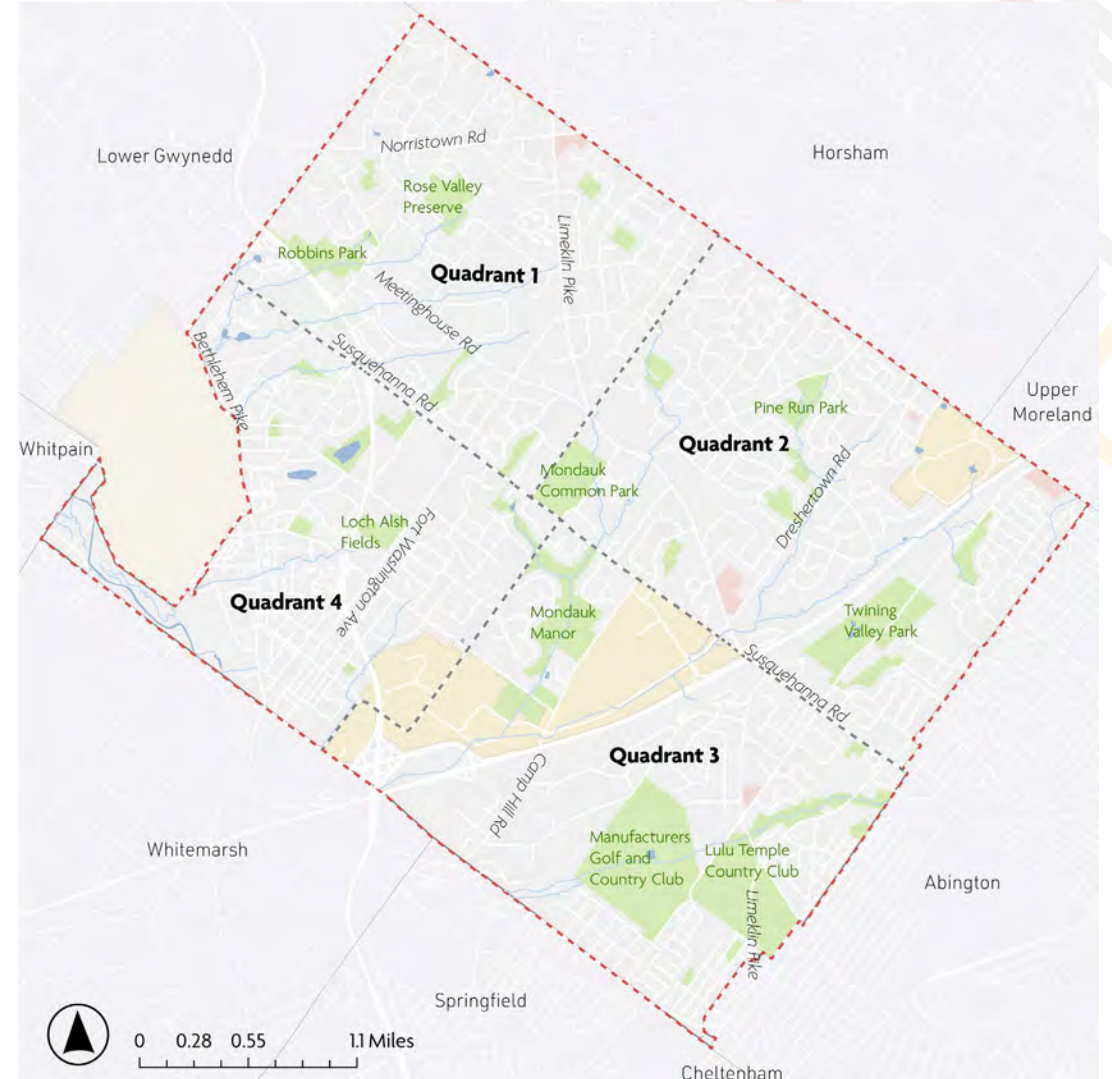 Norristown Rd
Lower Gwynedd
Horsham
Rose Valley
Preserve
Limekiln Pike
Robbins Park
Quadrant 1
Meetinghouse Rd
Bethlehem Pike
Susquehanna Rd
Upper
Moreland
Pine Run Park
Whitpain
Quadrant 2
Mondauk
Common Park
Dreshertown Rd
Loch Alsh
Fields
Fort Washington Ave
Quadrant 4
Mondauk
Manor
Twining
Valley Park
Susquehanna Rd
Quadrant 3
Camp Hill Rd
Whitemarsh
Manufacturers
Golf and
Country Club
Lulu Temple
Country Club
Abington
Limekiln Pike
Springfield
0 0.28 0.55 1.1 Miles
Cheltenham